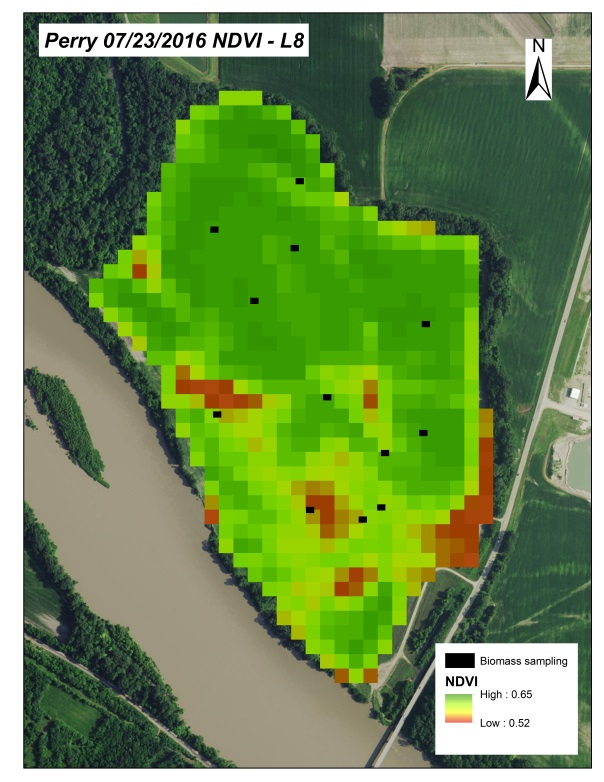 Perry 07/23/2016 NDVI - L8
N
Biomass sampling
NDVI
High : 0.65
Low : 0.52